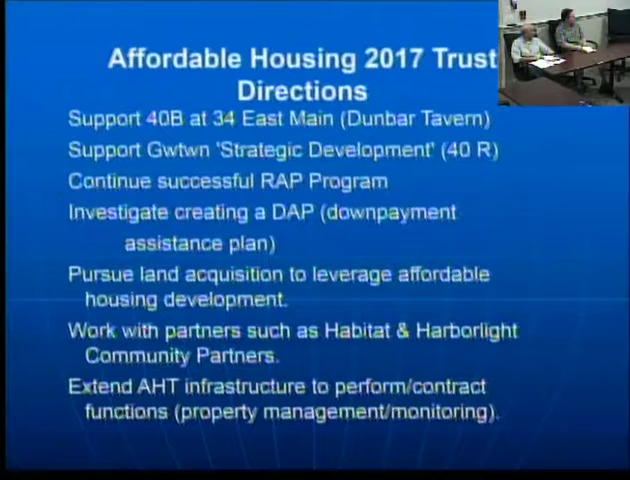 Affordable Housing 2017 Trust
Directions
Support 40B at 34 East Main (Dunbar Tavern)
Support Gwtwn 'Strategic Development' (40 R)
Continue successful RAP Program
Investigate creating a DAP (downpayment
assistance plan)
Pursue land acquisition to leverage affordable
housing development.
Work with partners such as Habitat & Harborlight
Community Partners.
Extend AHT infrastructure to perform/contract
functions (property management/monitoring).